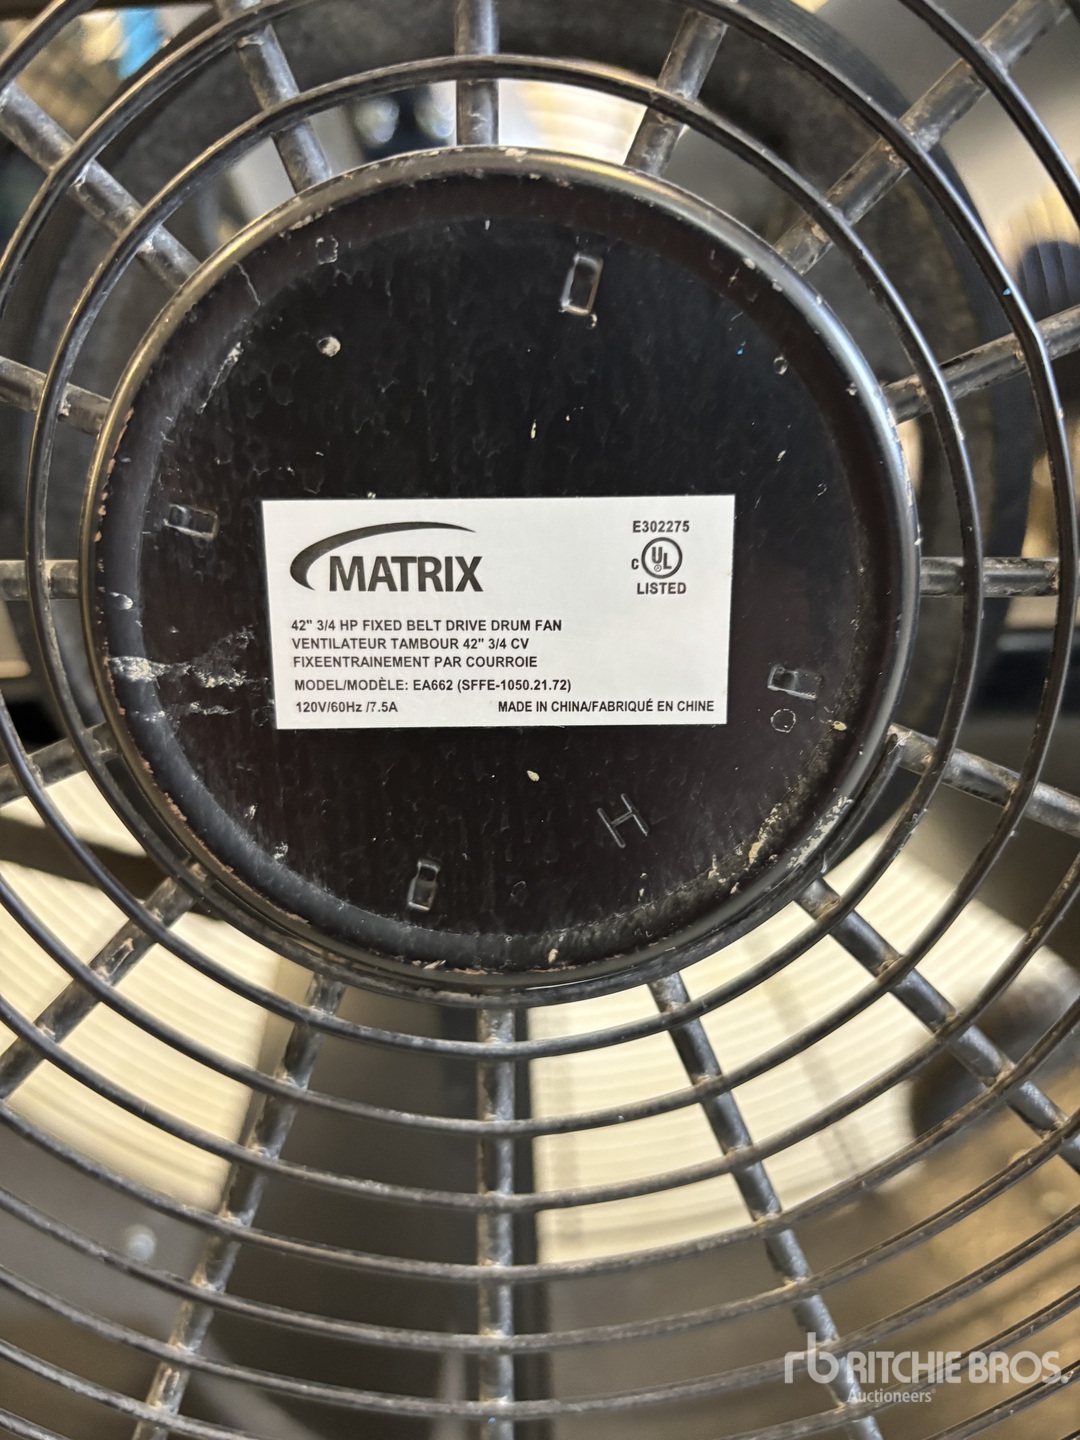 MATRIX
E302275
c UL
LISTED
42" 3/4 HP FIXED BELT DRIVE DRUM FAN
VENTILATEUR TAMBOUR 42" 3/4 CV
FIXEENTRAINEMENT PAR COURROIE
MODEL/MODÈLE: EA662 (SFFE-1050.21.72)
120V/60Hz /7.5A MADE IN CHINA/FABRIQUÉ EN CHINE
H
rb RITCHIE BROS.
Auctioneers